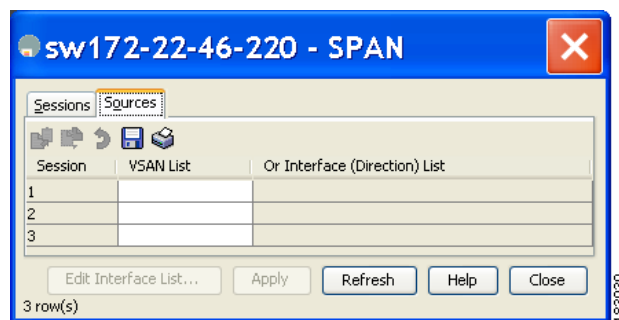 sw172-22-46-220 - SPAN
Sessions Sources
Session VSAN List Or Interface (Direction) List
1
2
3
Edit Interface List... Apply Refresh Help Close
3 row(s)